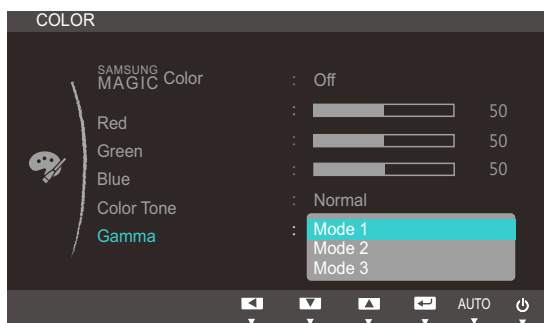 COLOR
SAMSUNG MAGIC Color : Off
Red : 50
Green : 50
Blue : 50
Color Tone : Normal
Gamma : Mode 1
Mode 2
Mode 3
AUTO